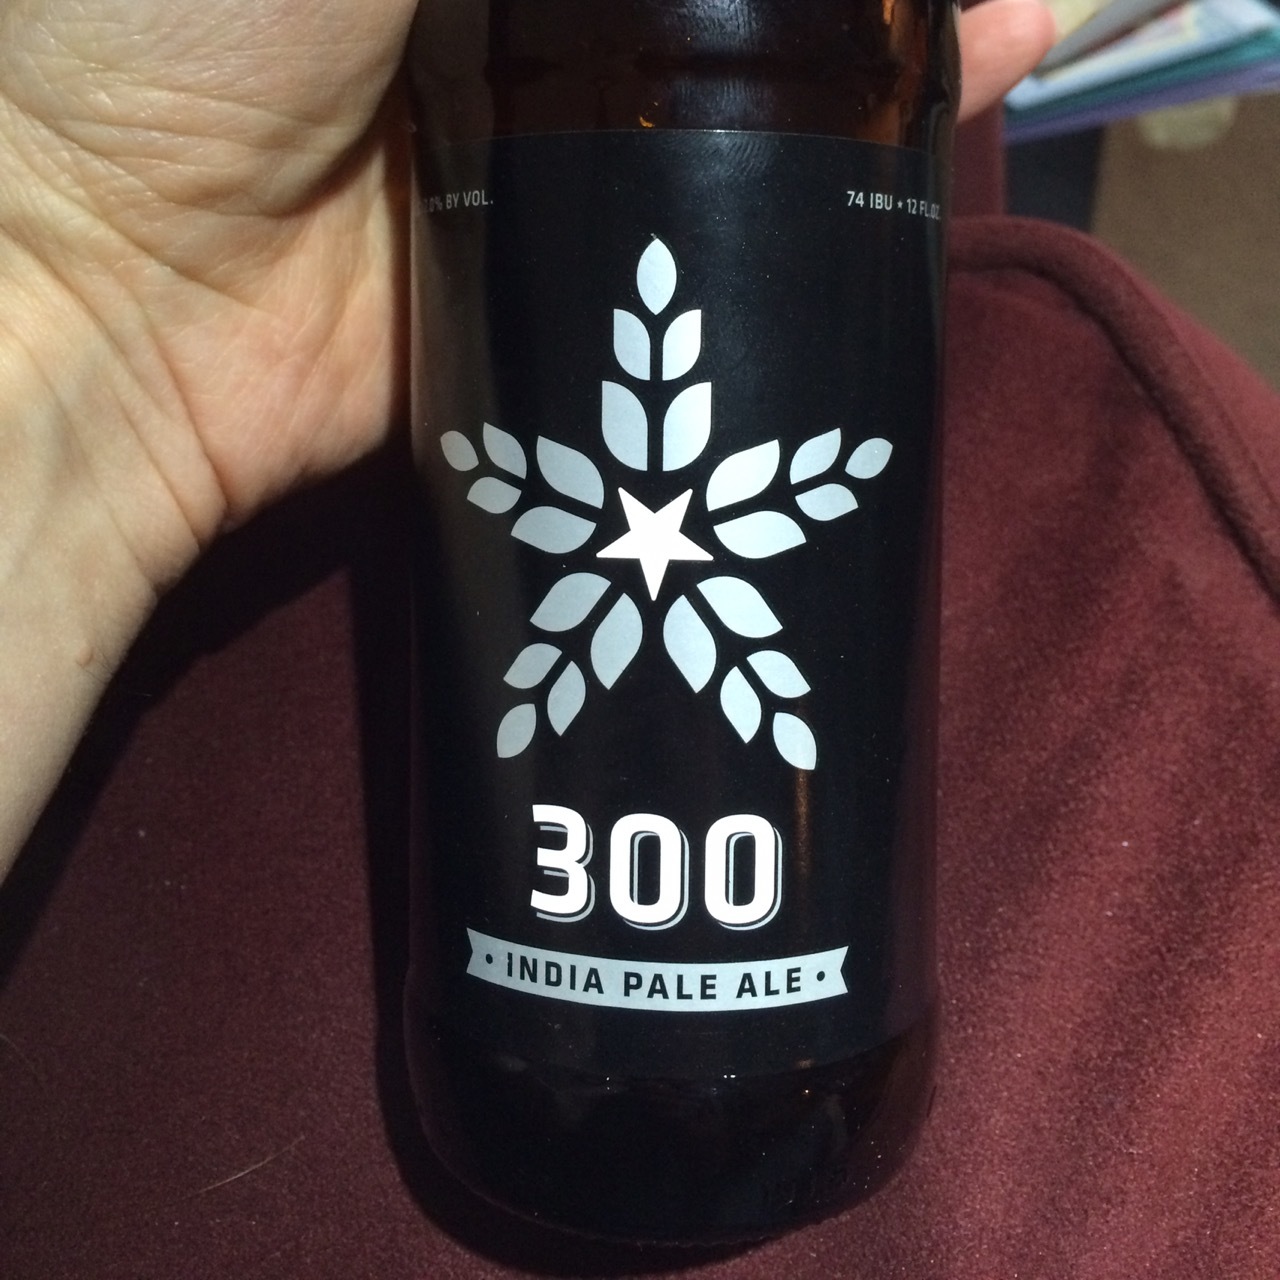 BY VOL.
74 IBU * 12 FL.OZ.
300
• INDIA PALE ALE •